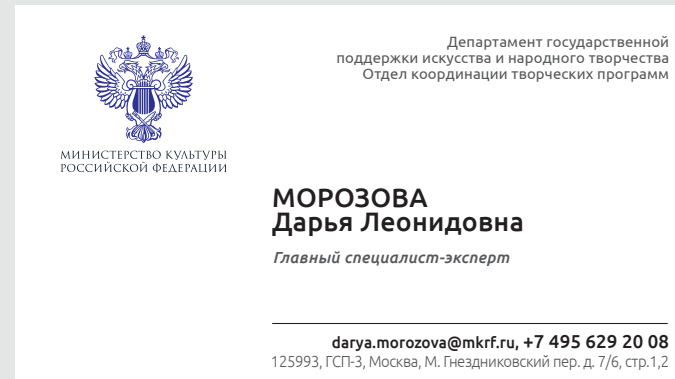 Департамент государственной
поддержки искусства и народного творчества
Отдел координации творческих программ
МИНИСТЕРСТВО КУЛЬТУРЫ
РОССИЙСКОЙ ФЕДЕРАЦИИ
МОРОЗОВА
Дарья Леонидовна
Главный специалист-эксперт
darya.morozova@mkrf.ru, +7 495 629 20 08
125993, ГСП-3, Москва, М. Гнездниковский пер. д. 7/6, стр.1,2